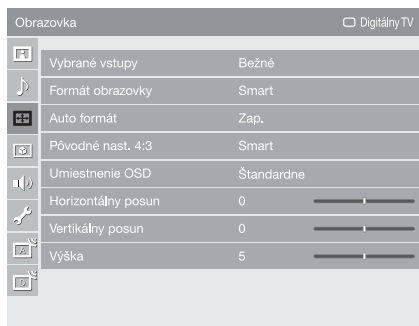 Obrazovka Digitálny TV
Vybrané vstupy Bežné
Formát obrazovky Smart
Auto formát Zap.
Pôvodné nast. 4:3 Smart
Umiestnenie OSD Štandardne
Horizontálny posun 0
Vertikálny posun 0
Výška 5
A
D